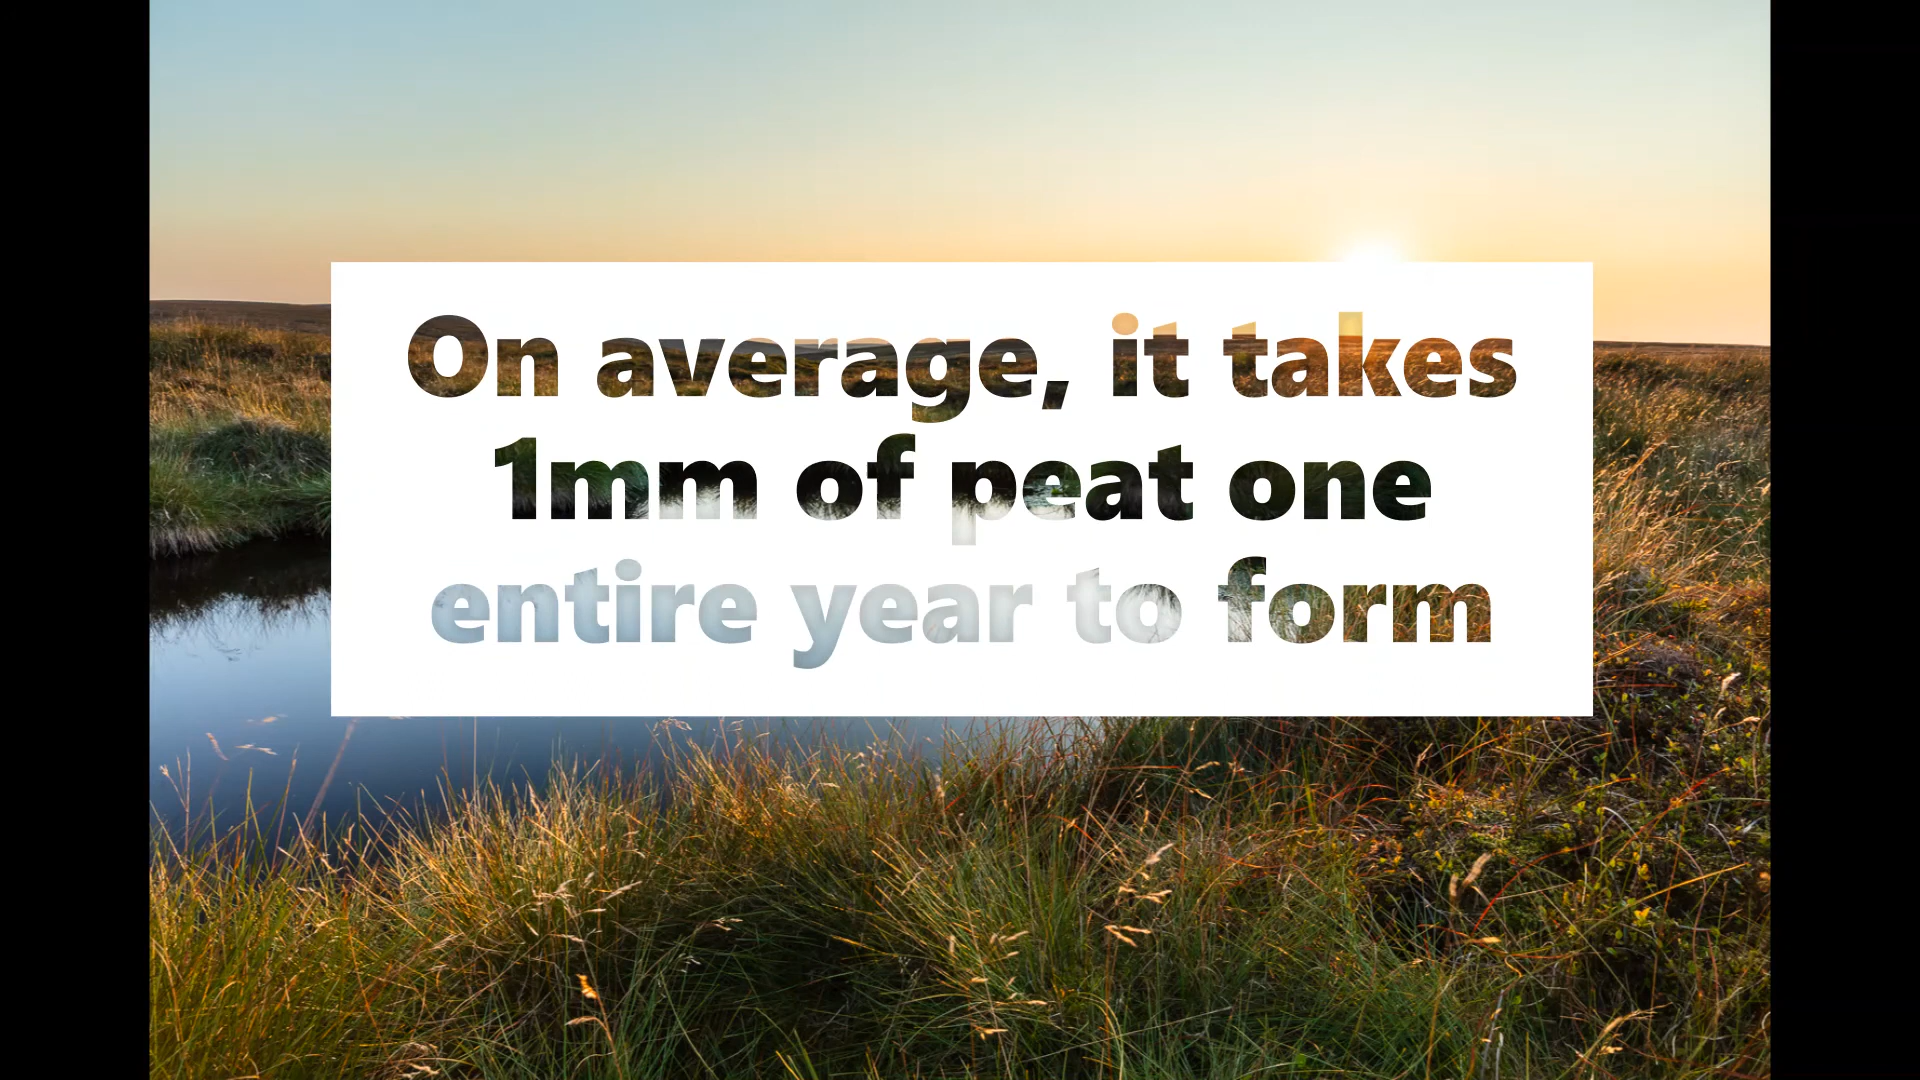 On average, it takes
1mm of peat one
entire year to form